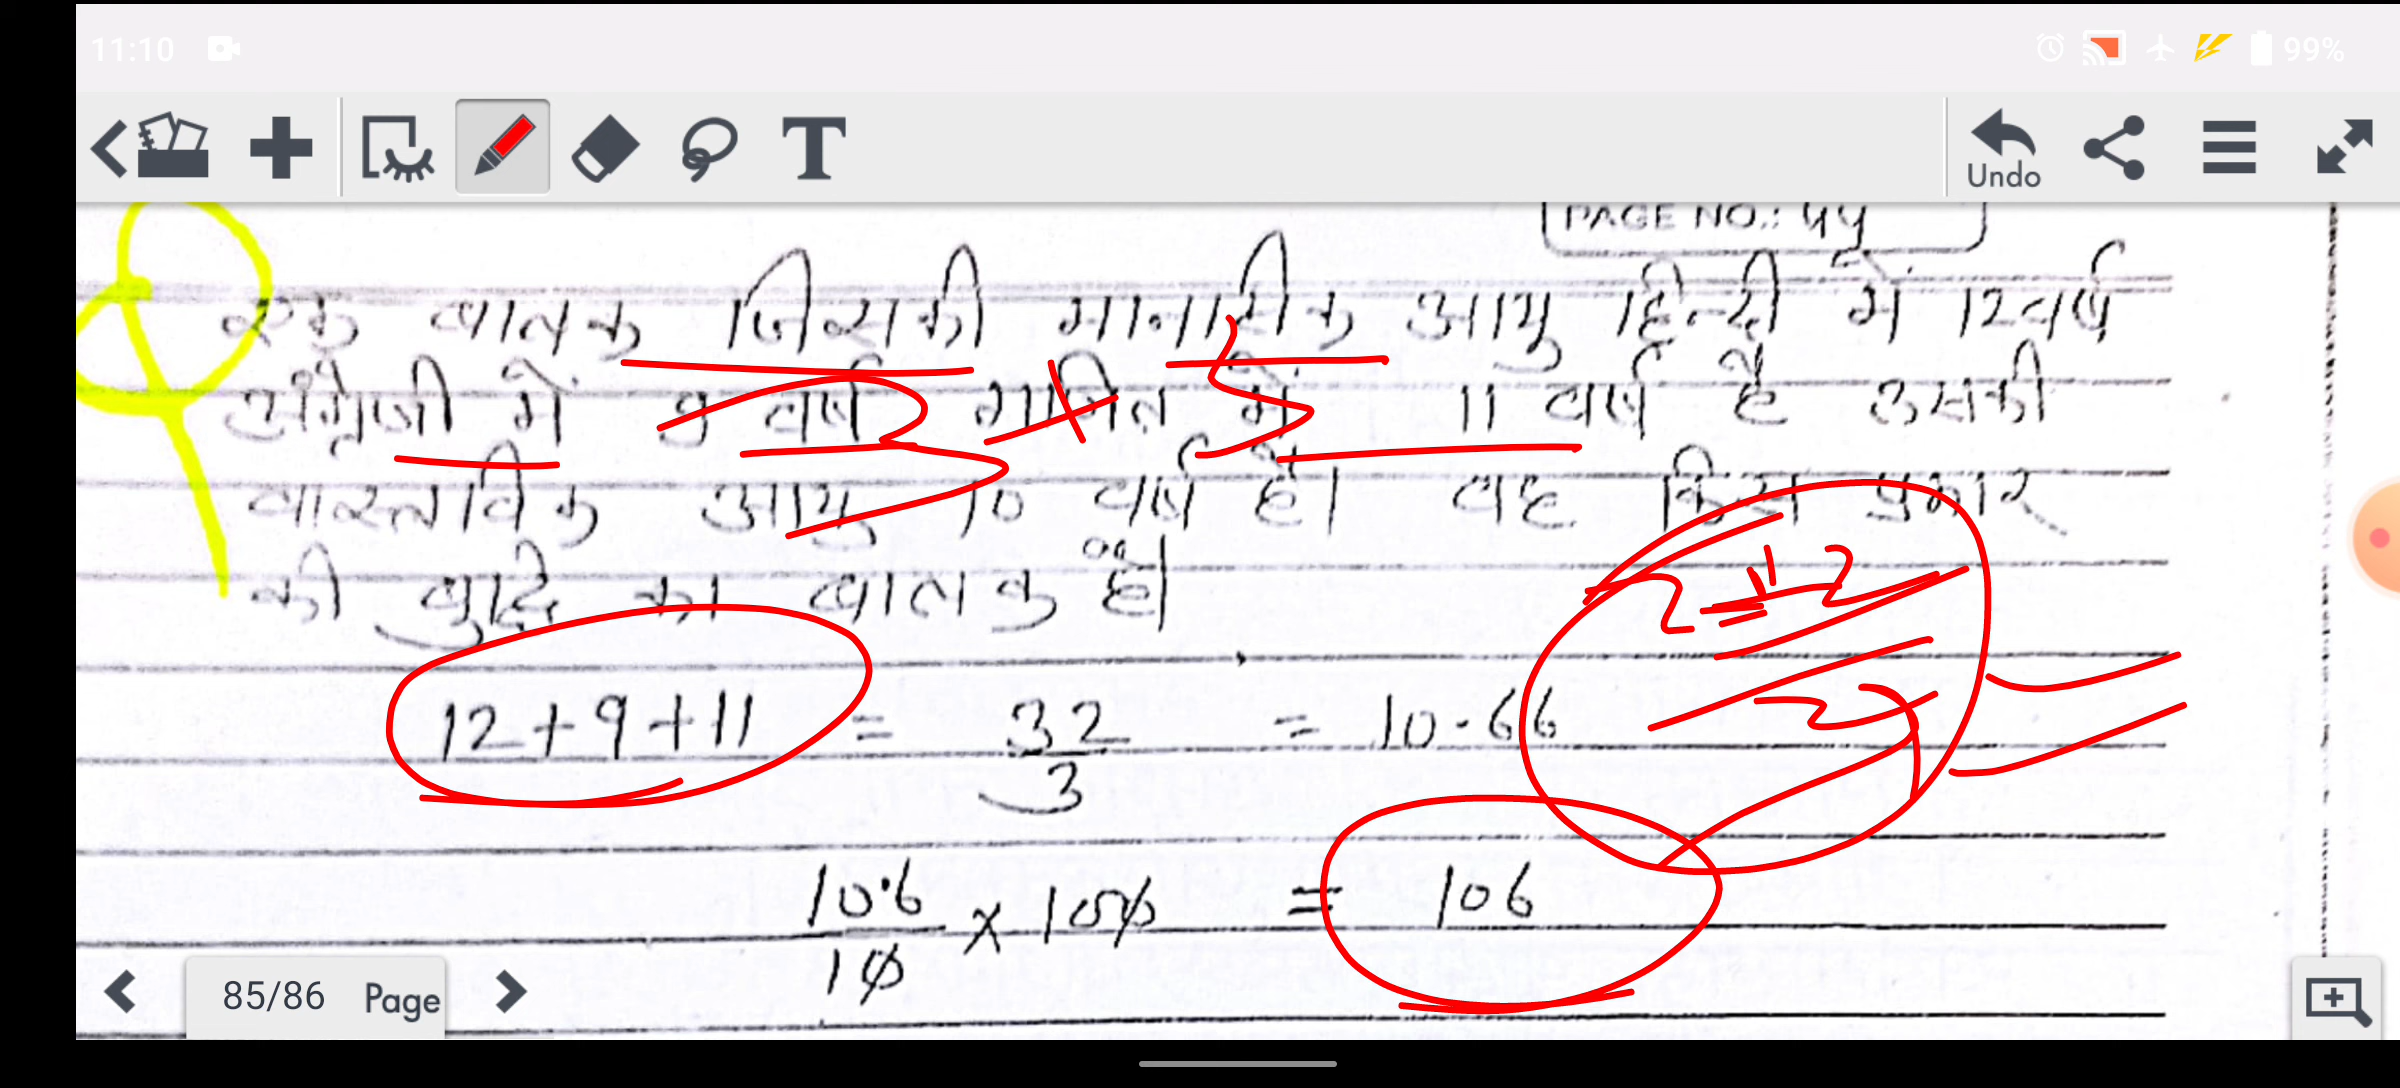 11:10
99%
Undo
PAGE NO.: 44
एक बालक जिसकी मानसीक आयु हिन्दी में 12 वर्ष
अंग्रेजी में 9 वर्ष गणित में 11 वर्ष है उसकी
वास्तविक आयु 10 वर्ष है। वह किस प्रकार
की बुद्धि का बालक है।
12+9+11 = 32/3 = 10.66
10.6/10 × 100 = 106
85/86 Page